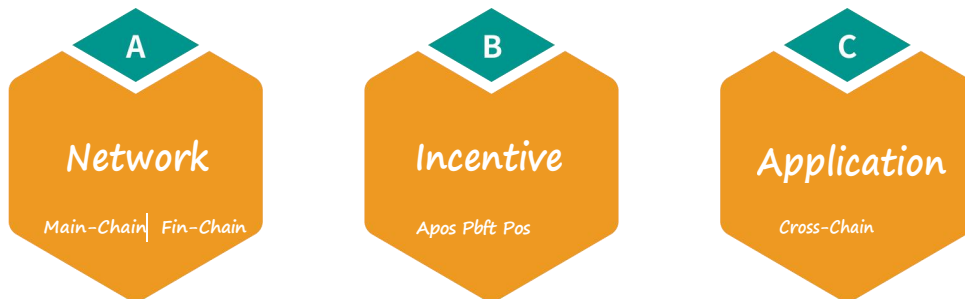 A
Network
Main-Chain| Fin-Chain
B
Incentive
Apos Pbft Pos
C
Application
Cross-Chain